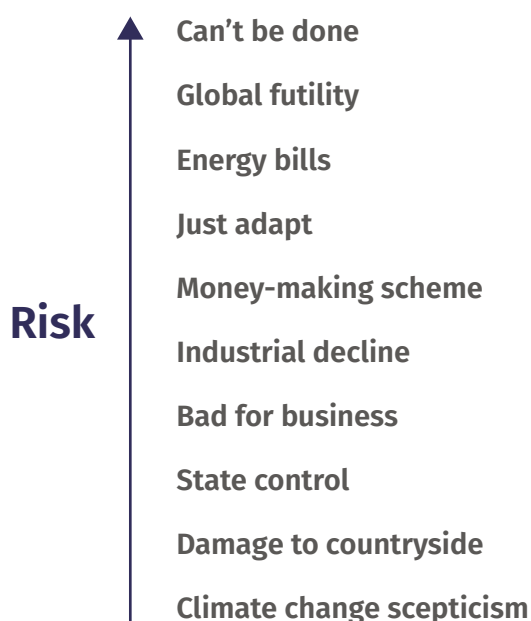 Can’t be done
Global futility
Energy bills
Just adapt
Money-making scheme
Risk
Industrial decline
Bad for business
State control
Damage to countryside
Climate change scepticism